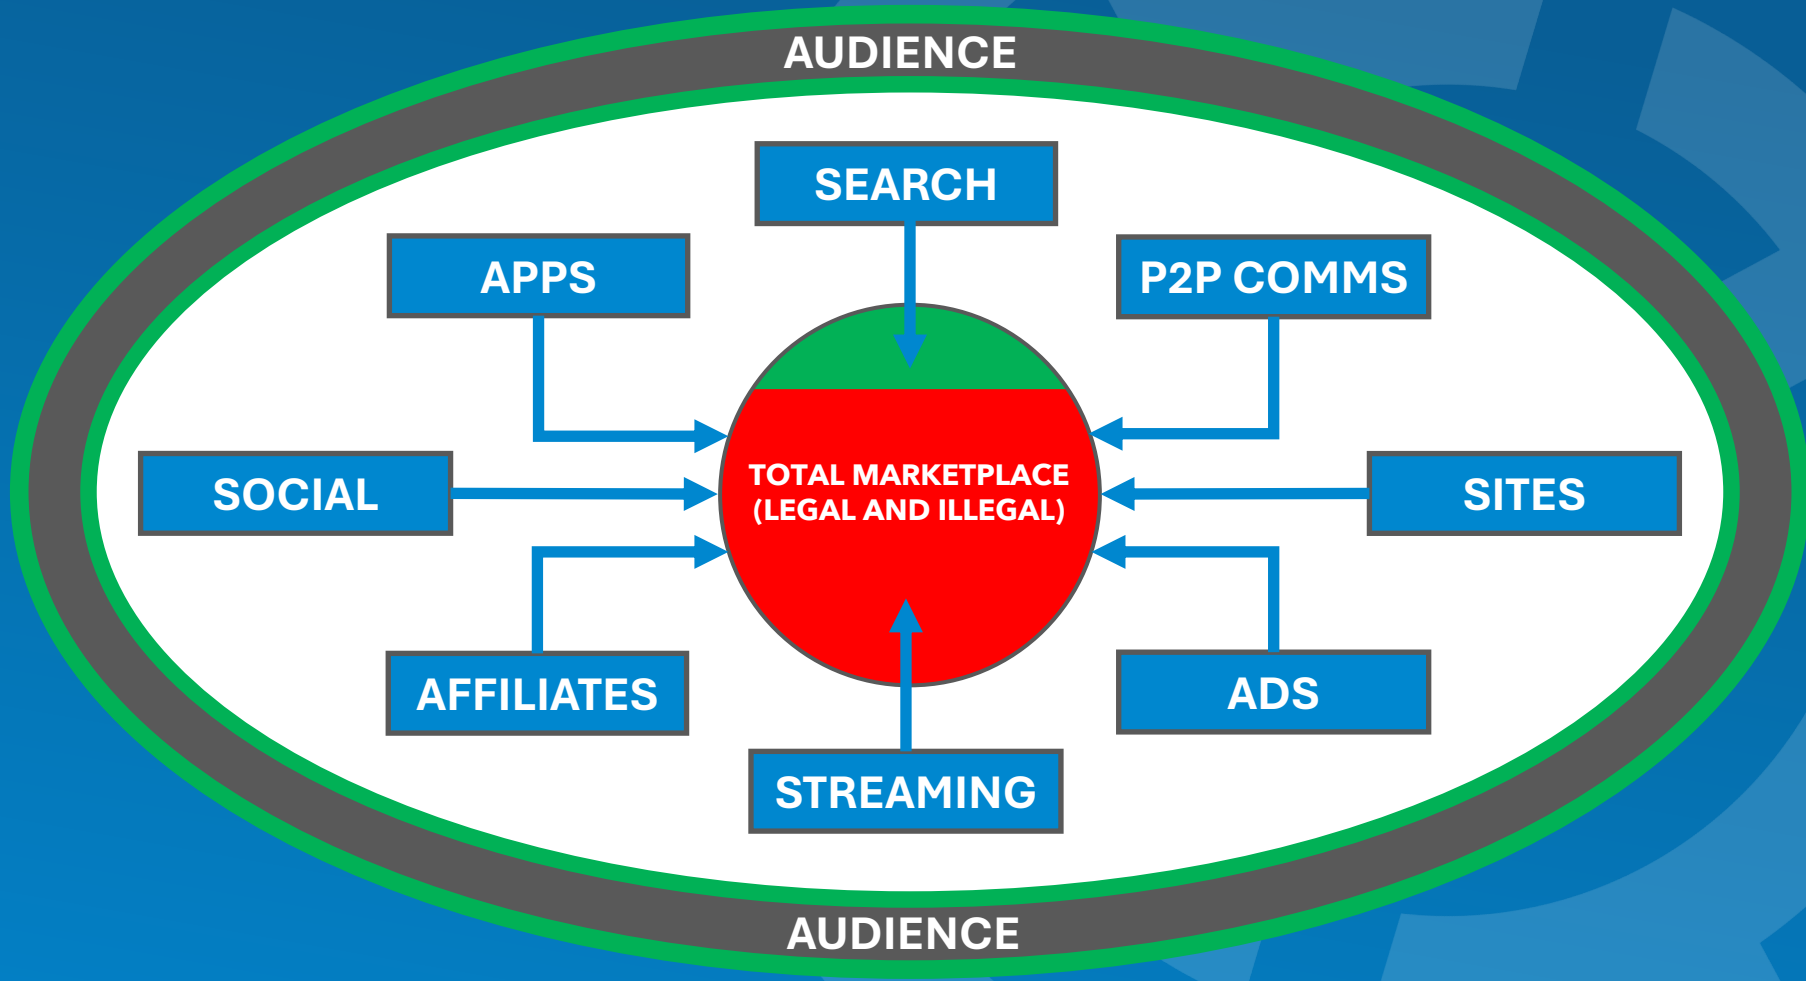 AUDIENCE
SEARCH
APPS
P2P COMMS
TOTAL MARKETPLACE
(LEGAL AND ILLEGAL)
SOCIAL
SITES
AFFILIATES
ADS
STREAMING
AUDIENCE